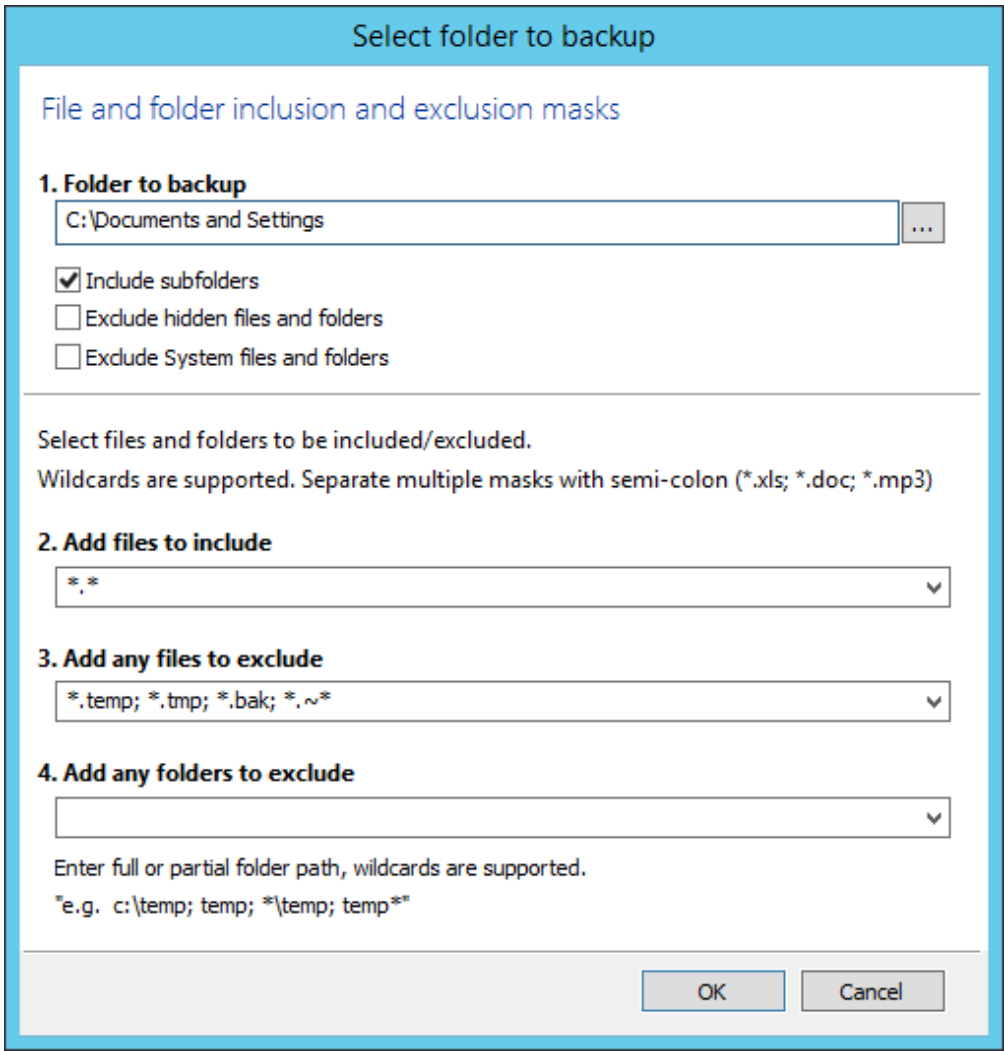 Select folder to backup
File and folder inclusion and exclusion masks
1. Folder to backup
C:\Documents and Settings
...
Include subfolders
Exclude hidden files and folders
Exclude System files and folders
Select files and folders to be included/excluded.
Wildcards are supported. Separate multiple masks with semi-colon (*.xls; *.doc; *.mp3)
2. Add files to include
*.*
3. Add any files to exclude
*.temp; *.tmp; *.bak; *.~*
4. Add any folders to exclude
Enter full or partial folder path, wildcards are supported.
"e.g.  c:\temp; temp; *\temp; temp*"
OK
Cancel